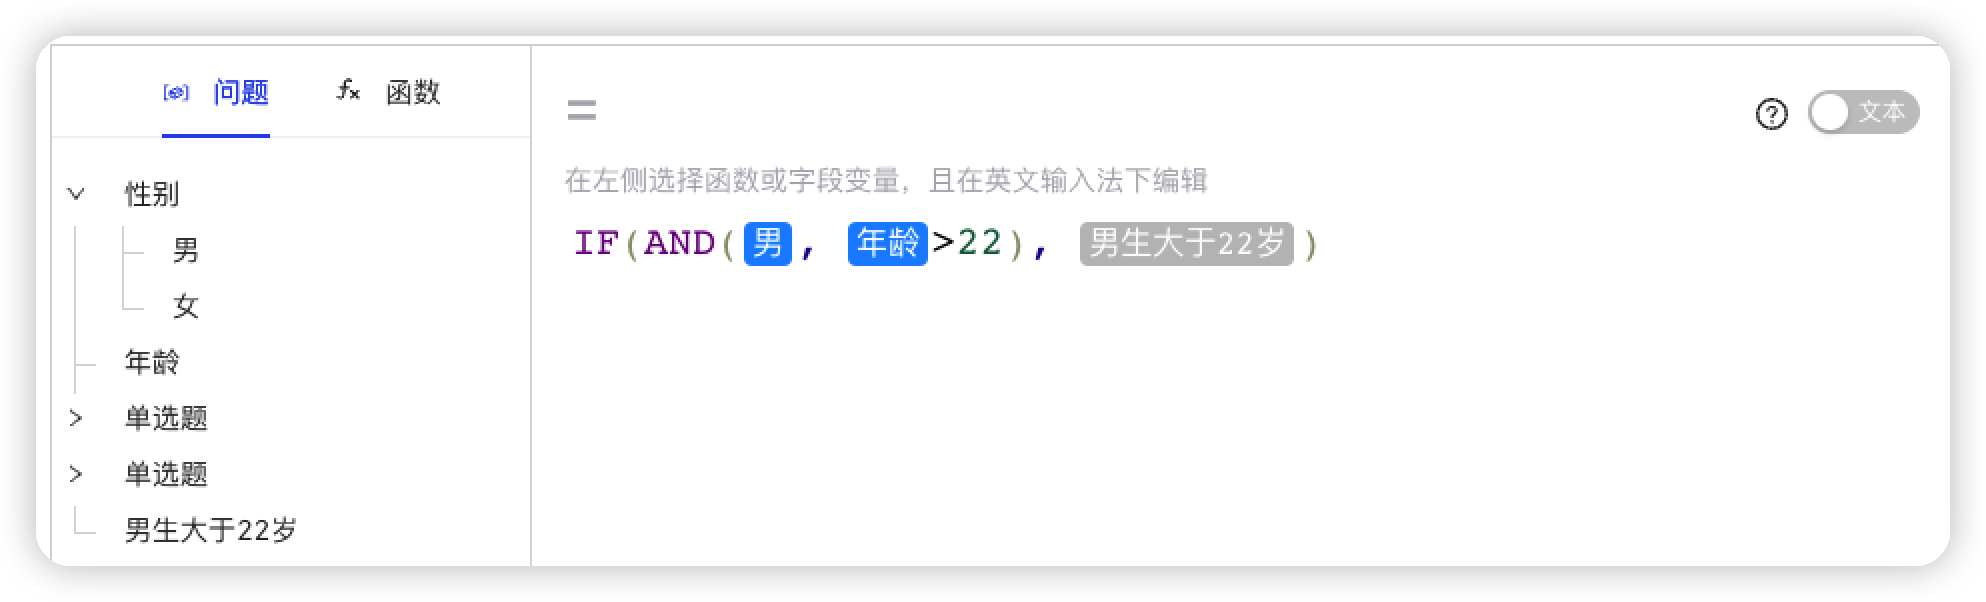 问题 函数
性别
男
女
年龄
单选题
单选题
男生大于22岁
=
文本
在左侧选择函数或字段变量，且在英文输入法下编辑
IF(AND(男, 年龄>22), 男生大于22岁)